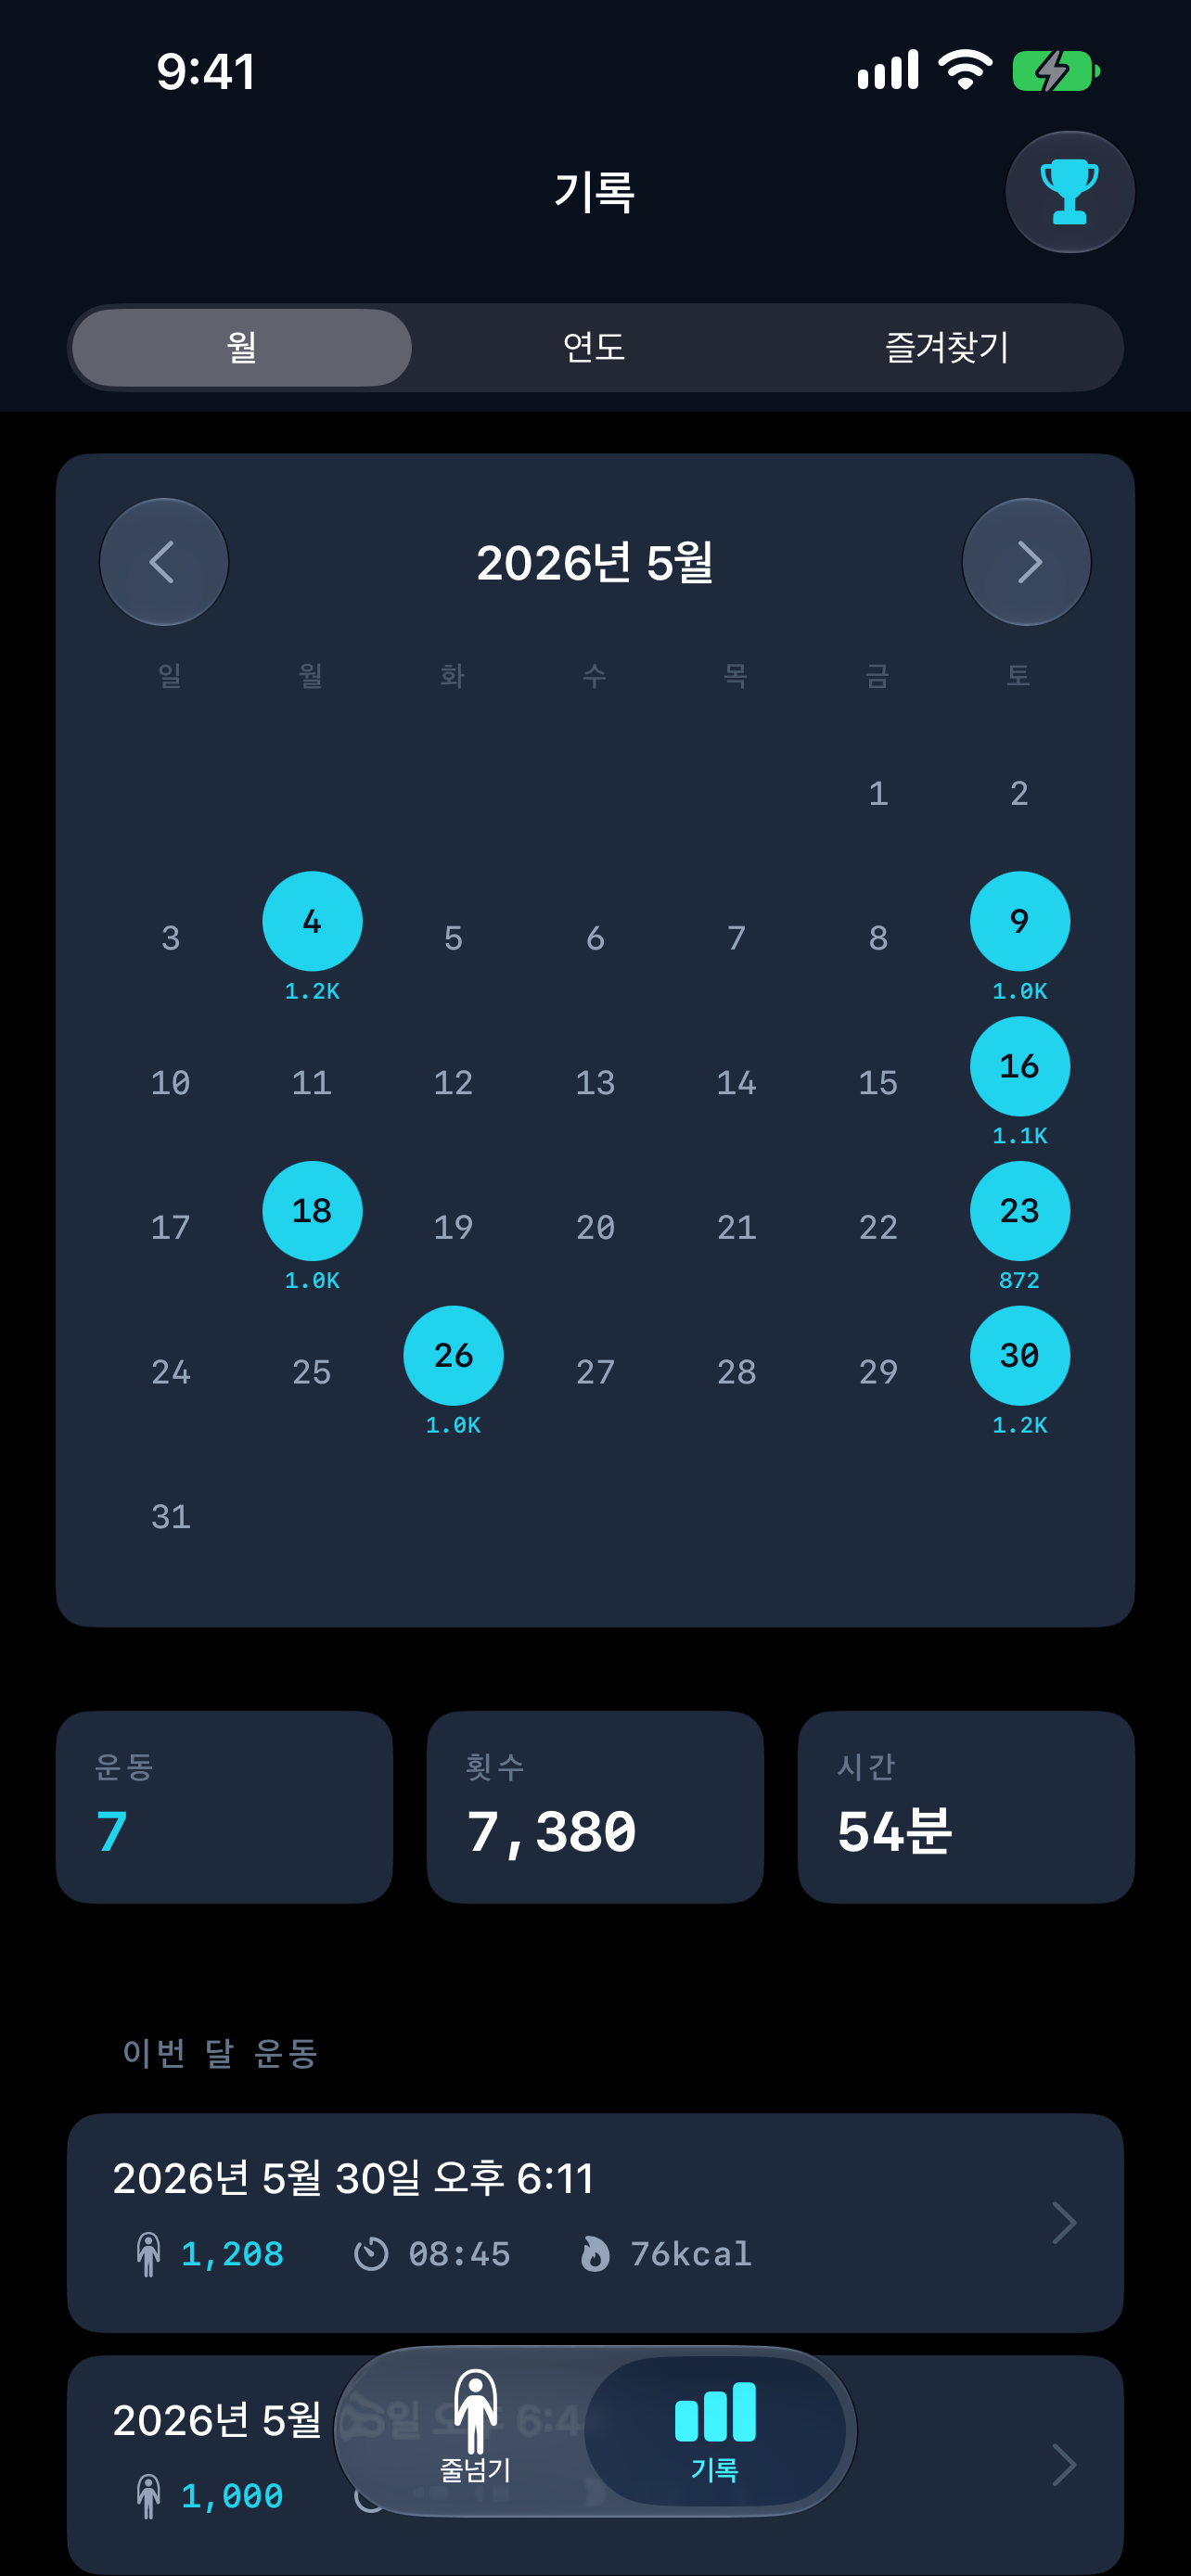 9:41
기록
월 연도 즐겨찾기
2026년 5월
일 월 화 수 목 금 토
1 2
3 4 5 6 7 8 9
1.2K 1.0K
10 11 12 13 14 15 16
1.1K
17 18 19 20 21 22 23
1.0K 872
24 25 26 27 28 29 30
1.0K 1.2K
31
운동 횟수 시간
7 7,380 54분
이번 달 운동
2026년 5월 30일 오후 6:11
1,208 08:45 76kcal
2026년 5월
1,000
줄넘기 기록